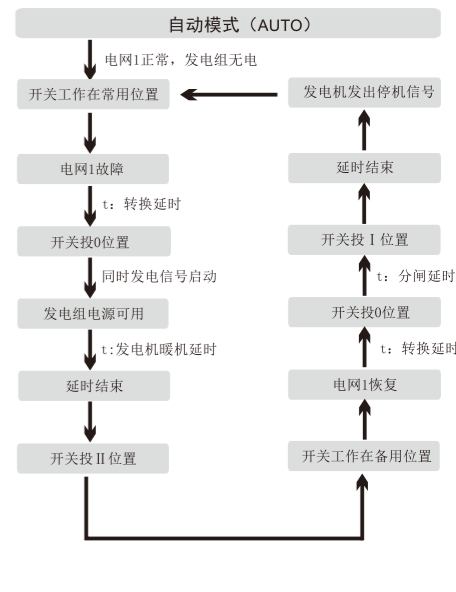 自动模式（AUTO）
电网1正常，发电组无电
开关工作在常用位置
电网1故障
t：转换延时
开关投0位置
同时发电信号启动
发电组电源可用
t:发电机暖机延时
延时结束
开关投Ⅱ位置
开关工作在备用位置
电网1恢复
t：转换延时
开关投0位置
t：分闸延时
开关投Ⅰ位置
延时结束
发电机发出停机信号